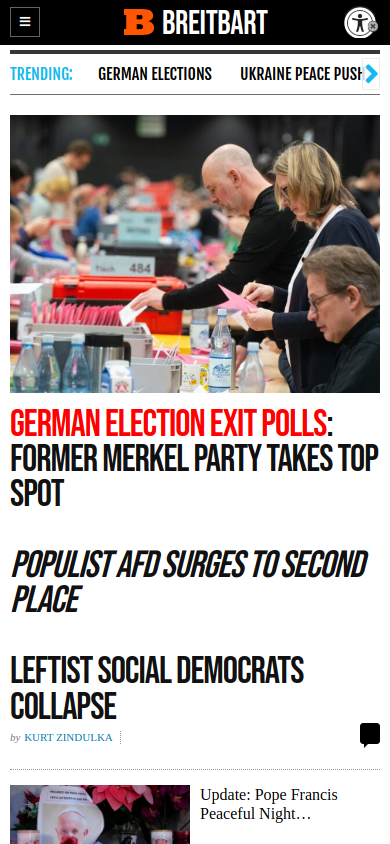 BREITBART
TRENDING:
GERMAN ELECTIONS
UKRAINE PEACE PUSH
Tisch 484
GERMAN ELECTION EXIT POLLS:
FORMER MERKEL PARTY TAKES TOP
SPOT
POPULIST AFD SURGES TO SECOND
PLACE
LEFTIST SOCIAL DEMOCRATS
COLLAPSE
by KURT ZINDULKA
Update: Pope Francis
Peaceful Night…